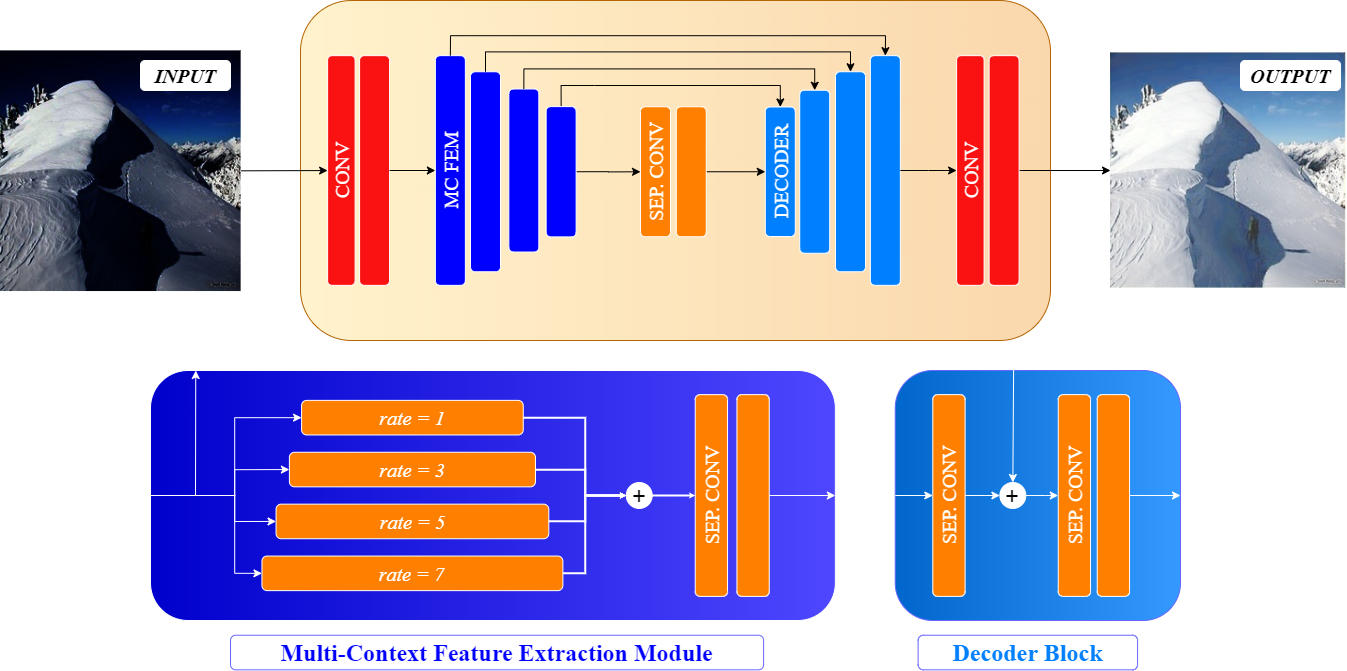 INPUT
OUTPUT
CONV
MC FEM
SEP. CONV
DECODER
CONV
rate = 1
rate = 3
rate = 5
rate = 7
SEP. CONV
SEP. CONV
SEP. CONV
Multi-Context Feature Extraction Module
Decoder Block